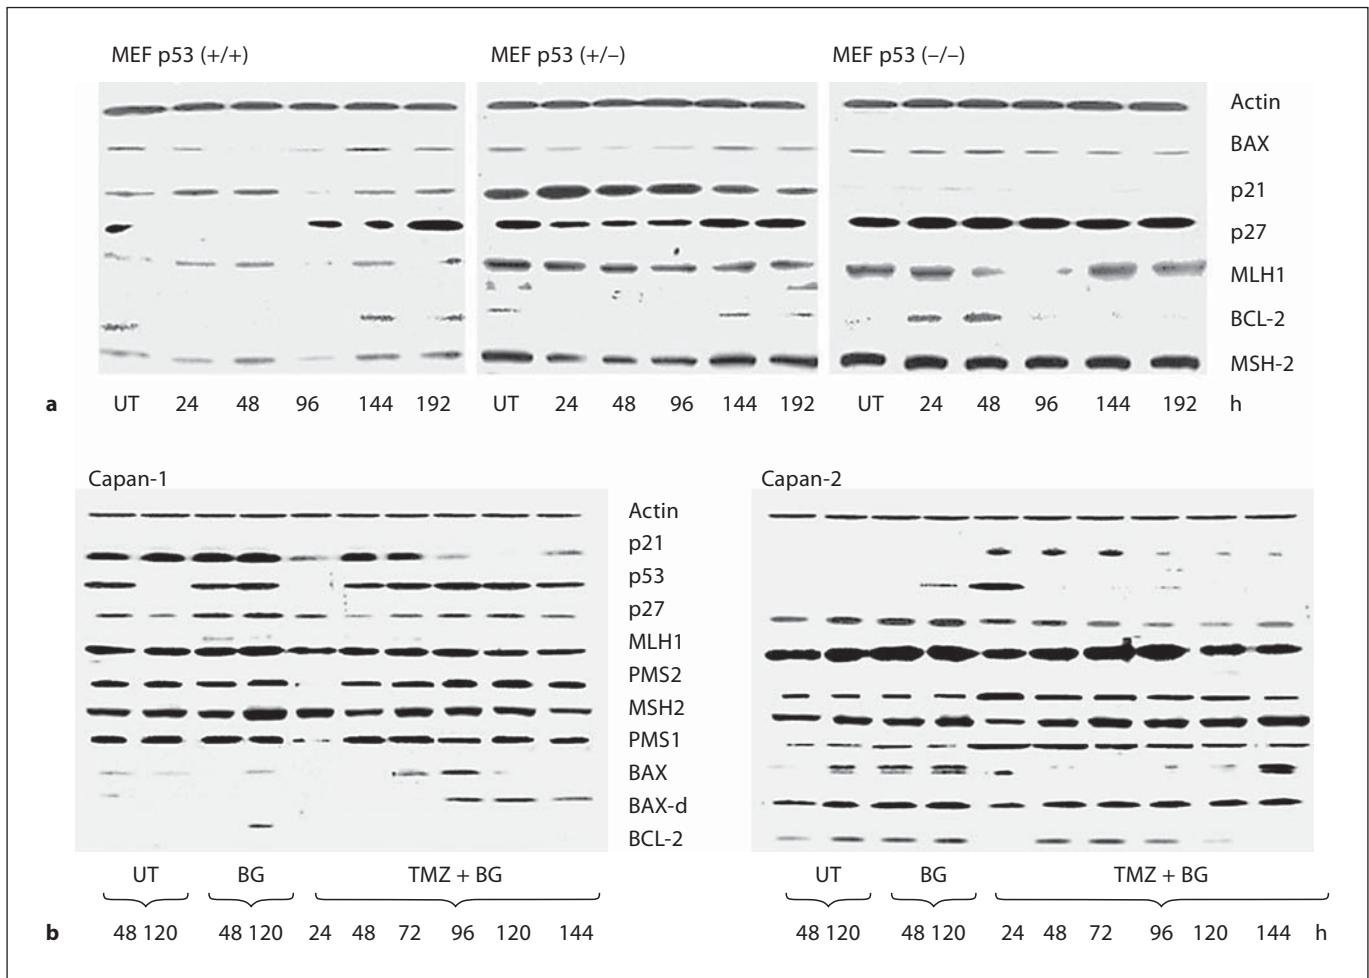 MEF p53 (+/+) MEF p53 (+/–) MEF p53 (–/–)
Actin
BAX
p21
p27
MLH1
BCL-2
MSH-2
a UT 24 48 96 144 192 UT 24 48 96 144 192 UT 24 48 96 144 192 h
Capan-1 Capan-2
Actin
p21
p53
p27
MLH1
PMS2
MSH2
PMS1
BAX
BAX-d
BCL-2
UT BG TMZ + BG UT BG TMZ + BG
b 48 120 48 120 24 48 72 96 120 144 48 120 48 120 24 48 72 96 120 144 h